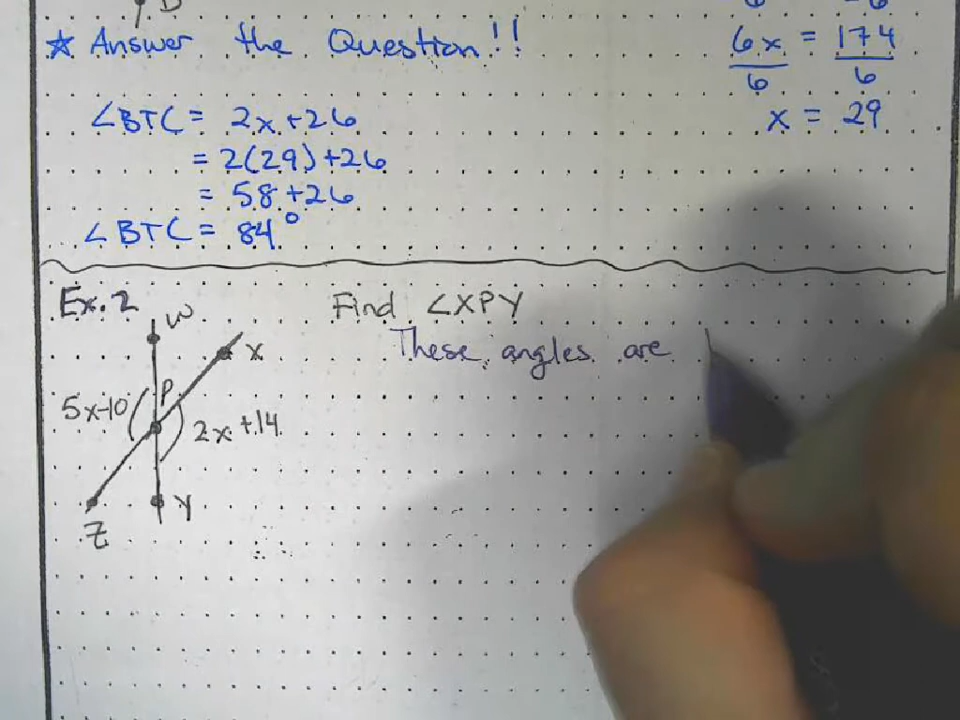 ★ Answer the Question!!
6x = 174
6 6
x = 29
∠BTC = 2x+26
= 2(29)+26
= 58+26
∠BTC = 84°
Ex. 2
Find ∠XPY
These angles are
W
X
P
5x-10
2x+14
Y
Z